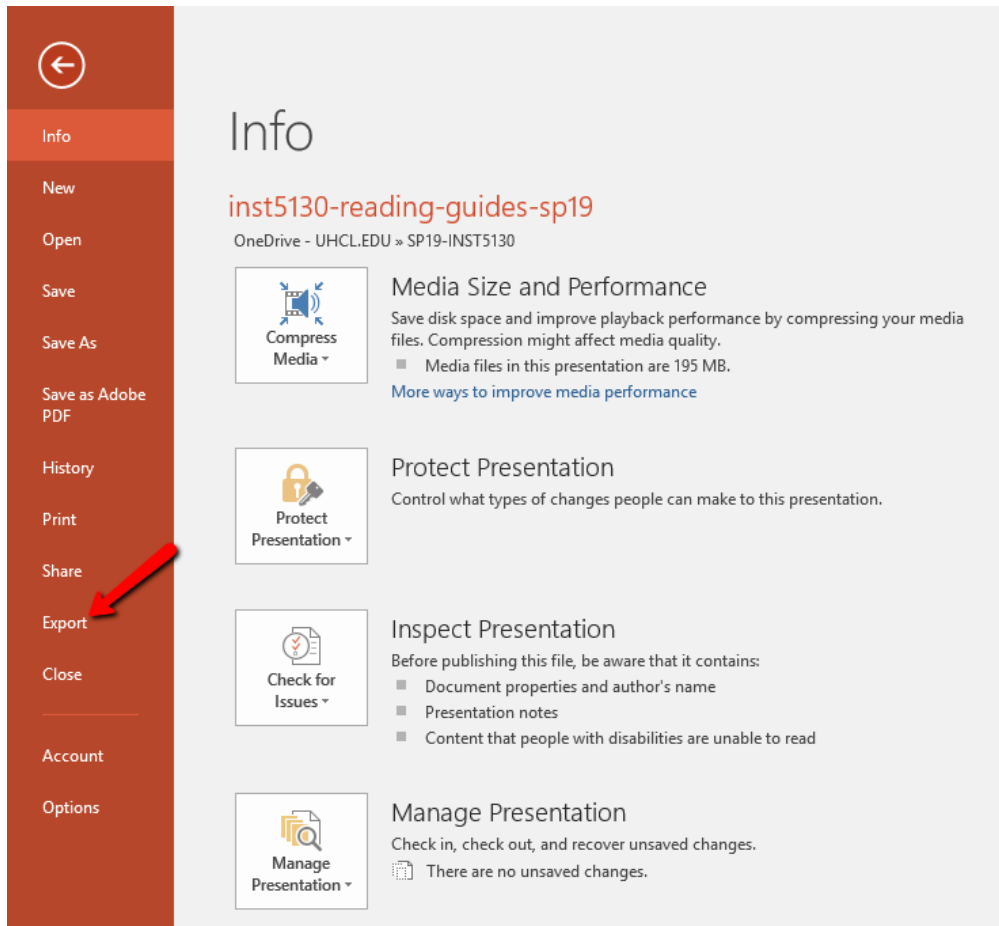 Info
New
Open
Save
Save As
Save as Adobe
PDF
History
Print
Share
Export
Close
Account
Options
Info
inst5130-reading-guides-sp19
OneDrive - UHCL.EDU » SP19-INST5130
Compress
Media
Media Size and Performance
Save disk space and improve playback performance by compressing your media
files. Compression might affect media quality.
Media files in this presentation are 195 MB.
More ways to improve media performance
Protect
Presentation
Protect Presentation
Control what types of changes people can make to this presentation.
Check for
Issues
Inspect Presentation
Before publishing this file, be aware that it contains:
Document properties and author's name
Presentation notes
Content that people with disabilities are unable to read
Manage
Presentation
Manage Presentation
Check in, check out, and recover unsaved changes.
There are no unsaved changes.